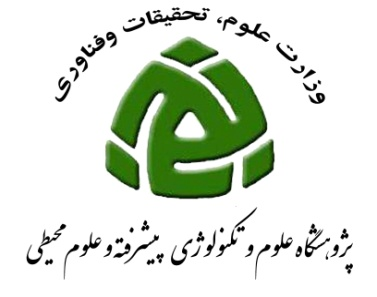 وزارت علوم، تحقیقات وفناوری
پژوهشگاه علوم و تکنولوژی پیشرفته و علوم محیطی